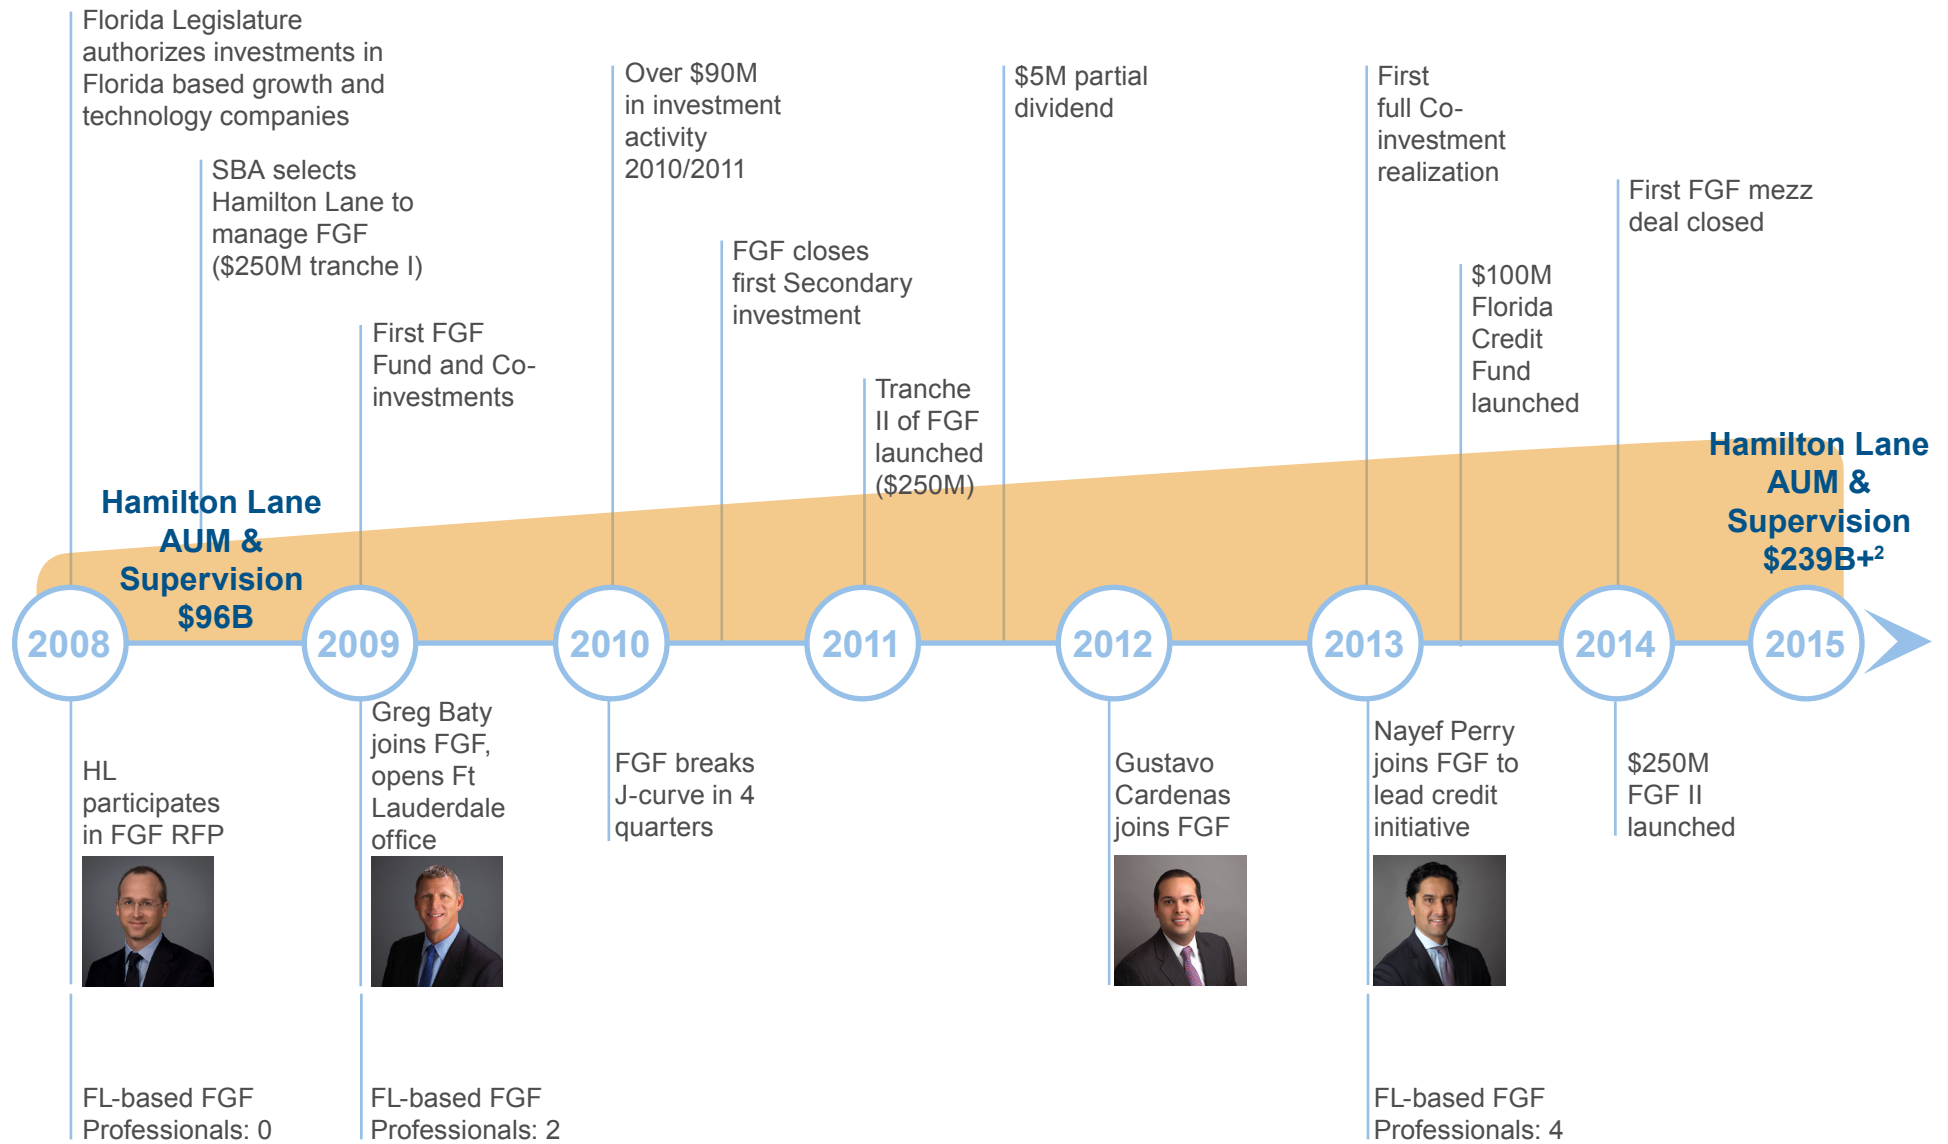 Florida Legislature
authorizes investments in
Florida based growth and
technology companies
SBA selects
Hamilton Lane to
manage FGF
($250M tranche I)
First FGF
Fund and Co-
investments
Over $90M
in investment
activity
2010/2011
FGF closes
first Secondary
investment
Tranche
II of FGF
launched
($250M)
$5M partial
dividend
First
full Co-
investment
realization
$100M
Florida
Credit
Fund
launched
First FGF mezz
deal closed
Hamilton Lane
AUM &
Supervision
$96B
Hamilton Lane
AUM &
Supervision
$239B+2
2008
2009
2010
2011
2012
2013
2014
2015
HL
participates
in FGF RFP
Greg Baty
joins FGF,
opens Ft
Lauderdale
office
FGF breaks
J-curve in 4
quarters
Gustavo
Cardenas
joins FGF
Nayef Perry
joins FGF to
lead credit
initiative
$250M
FGF II
launched
FL-based FGF
Professionals: 0
FL-based FGF
Professionals: 2
FL-based FGF
Professionals: 4